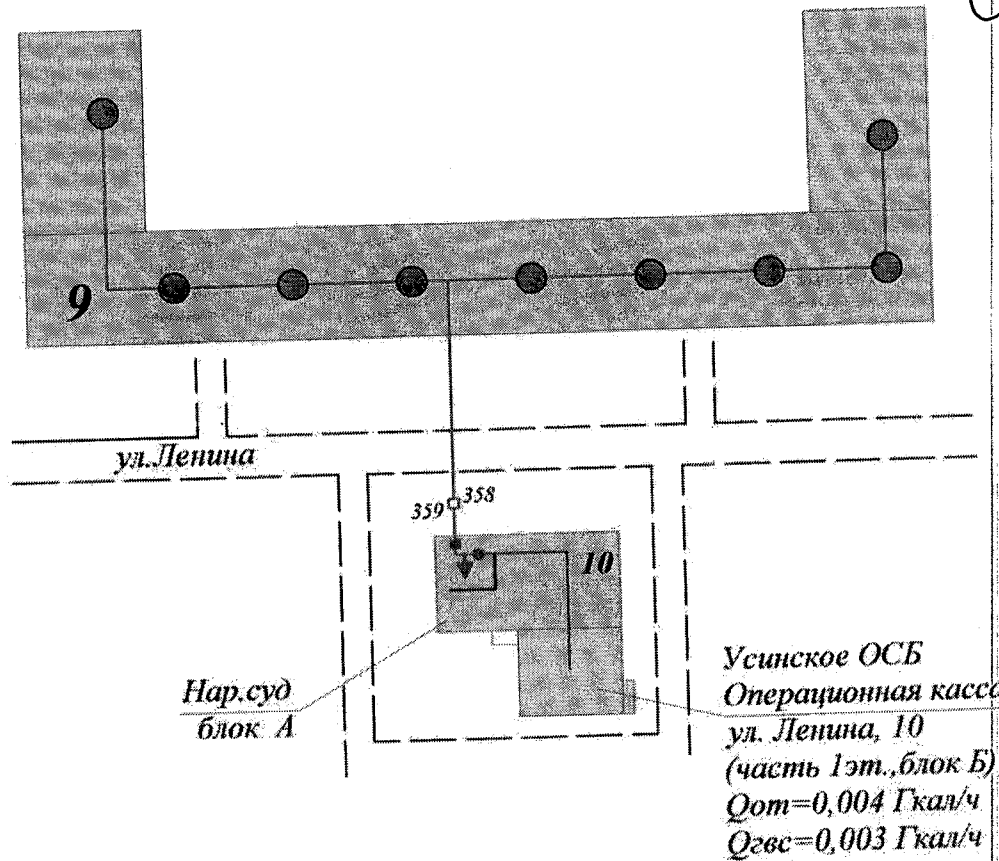 9
ул.Ленина
359 358
10
Нар.суд
блок А
Усинское ОСБ
Операционная касса
ул. Ленина, 10
(часть 1эт.,блок Б)
Qот=0,004 Гкал/ч
Qгвс=0,003 Гкал/ч